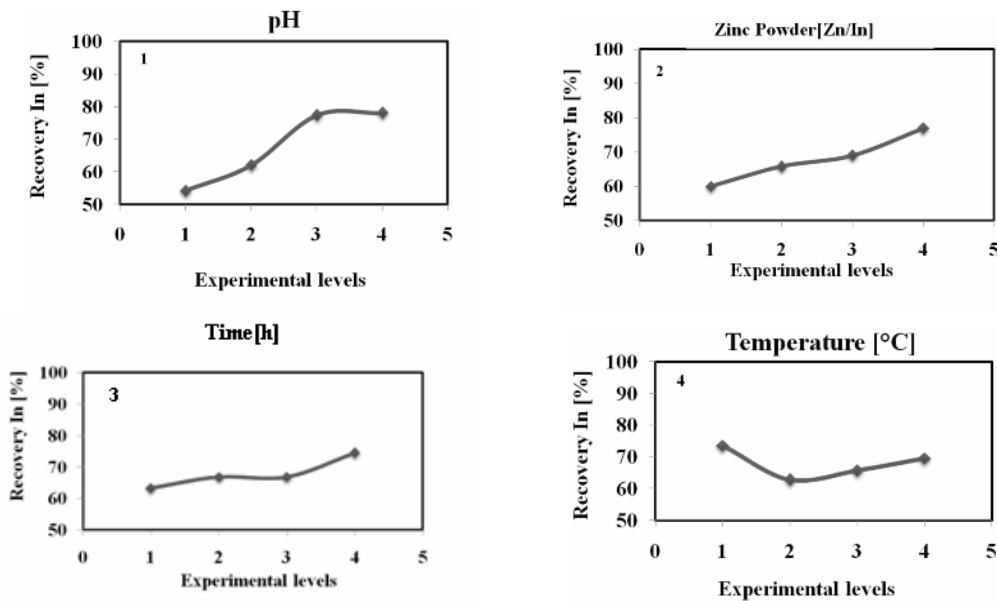 pH
1
Recovery In [%]
100
90
80
70
60
50
0 1 2 3 4 5
Experimental levels
Zinc Powder[Zn/In]
2
Recovery In [%]
100
90
80
70
60
50
0 1 2 3 4 5
Experimental levels
Time[h]
3
Recovery In [%]
100
90
80
70
60
50
0 1 2 3 4 5
Experimental levels
Temperature [°C]
4
Recovery In [%]
100
90
80
70
60
50
0 1 2 3 4 5
Experimental levels